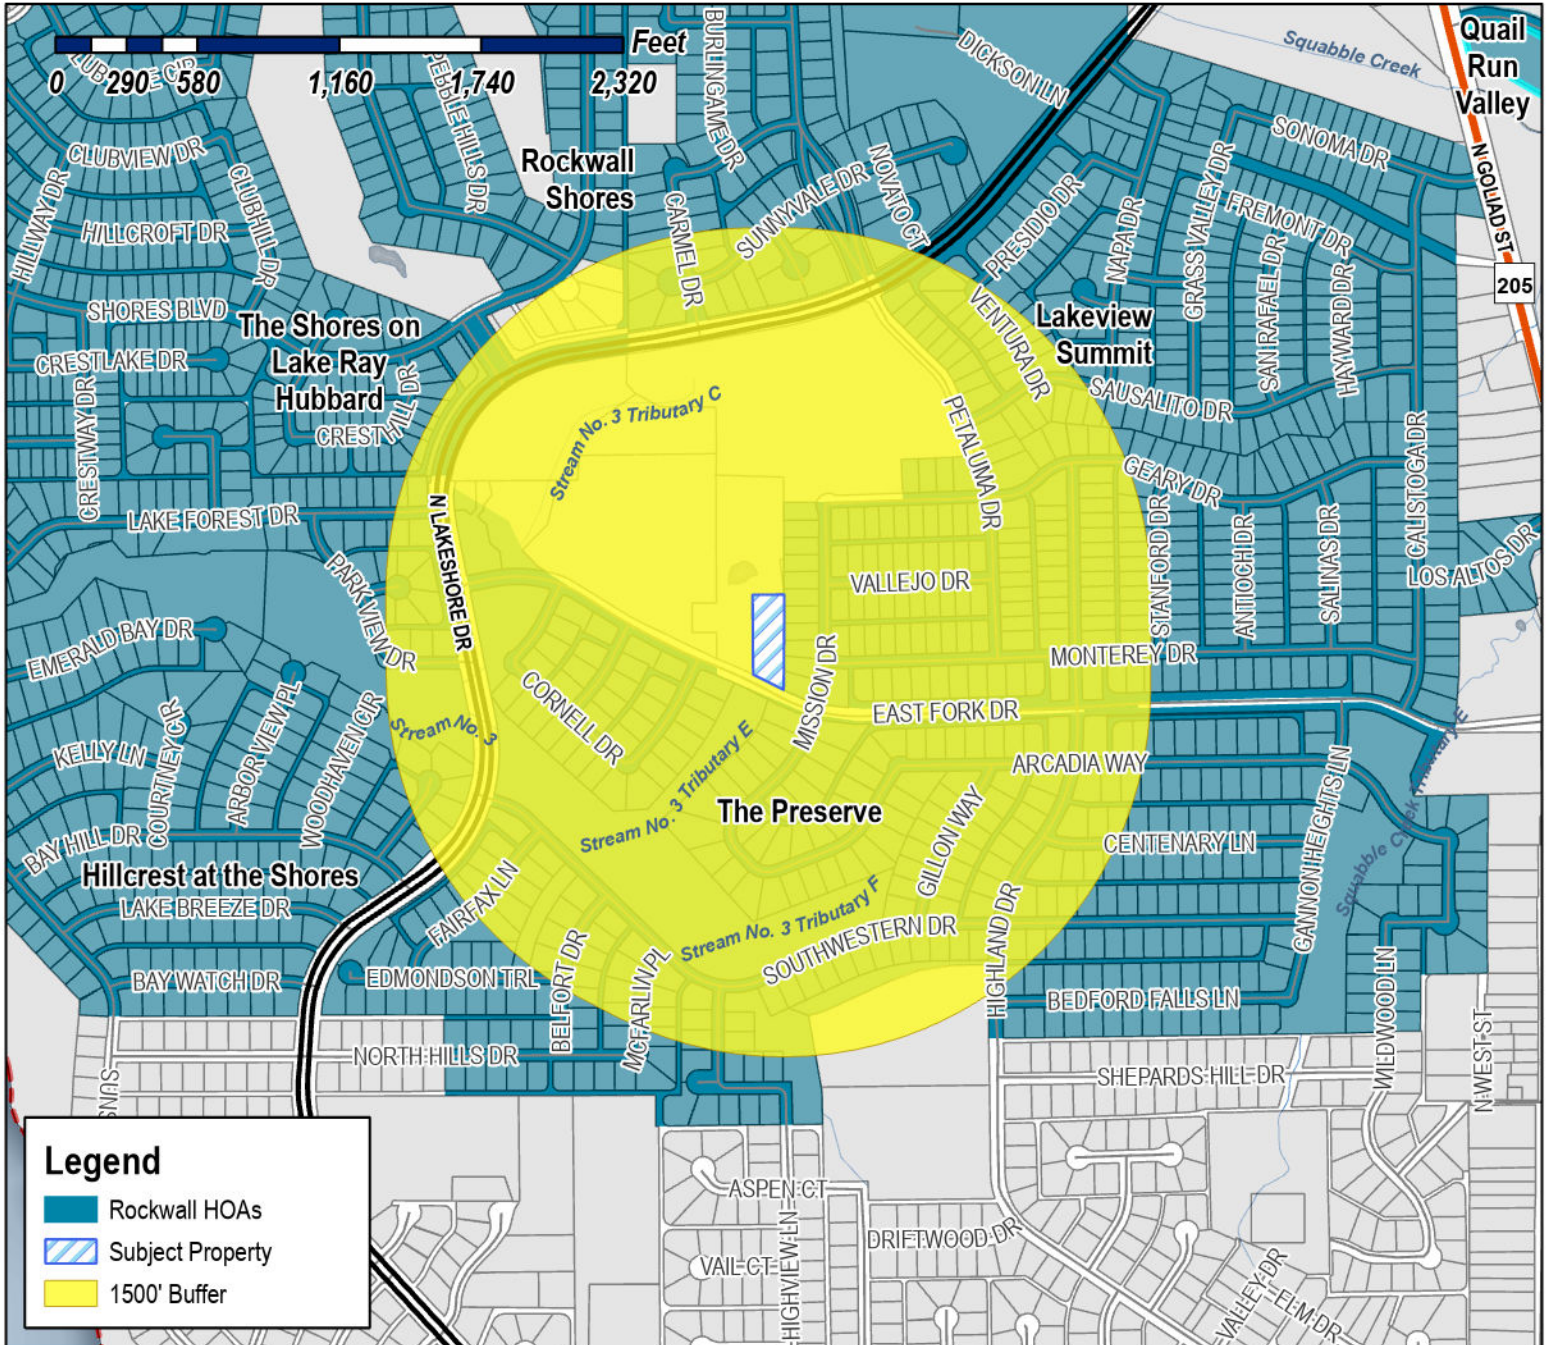 Feet
0 290 580 1,160 1,740 2,320
Quail
Run
Valley
Squabble Creek
DICKSON LN
BURLINGAME DR
PEBBLE HILLS DR
CLUBVIEW DR
SONOMA DR
N GOLIAD ST
Rockwall
Shores
NOVATO CT
SUNNYVALE DR
CARMEL DR
CLUBHILL DR
HILLWAY DR
HILLCROFT DR
PRESIDIO DR
NAPA DR
GRASS VALLEY DR
FREMONT DR
SAN RAFAEL DR
HAYWARD DR
205
SHORES BLVD
The Shores on
Lake Ray
Hubbard
CRESTLAKE DR
CRESTWAY DR
CRESTHILL DR
VENTURA DR
Lakeview
Summit
SAUSALITO DR
Stream No. 3 Tributary C
PETALUMA DR
GEARY DR
CALISTOGA DR
N LAKESHORE DR
LAKE FOREST DR
STANFORD DR
ANTIOCH DR
SALINAS DR
LOS ALTOS DR
PARK VIEW DR
VALLEJO DR
EMERALD BAY DR
MONTEREY DR
MISSION DR
CORNELL DR
EAST FORK DR
Stream No. 3
KELLY LN
COURTNEY CIR
ARBOR VIEW PL
WOODHAVEN CIR
Stream No. 3 Tributary E
ARCADIA WAY
Squabble Creek Tributary E
The Preserve
GILLON WAY
CENTENARY LN
GANNON HEIGHTS LN
BAY HILL DR
Hillcrest at the Shores
LAKE BREEZE DR
FAIRFAX LN
Stream No. 3 Tributary F
SOUTHWESTERN DR
HIGHLAND DR
BAY WATCH DR
EDMONDSON TRL
BELFORT DR
MCFARLIN PL
BEDFORD FALLS LN
WILDWOOD LN
N WEST ST
NORTH HILLS DR
SHEPARDS HILL DR
SUNS
ASPEN CT
HIGHVIEW LN
DRIFTWOOD DR
VAIL CT
VALLEY DR
ELM DR
Legend
Rockwall HOAs
Subject Property
1500' Buffer